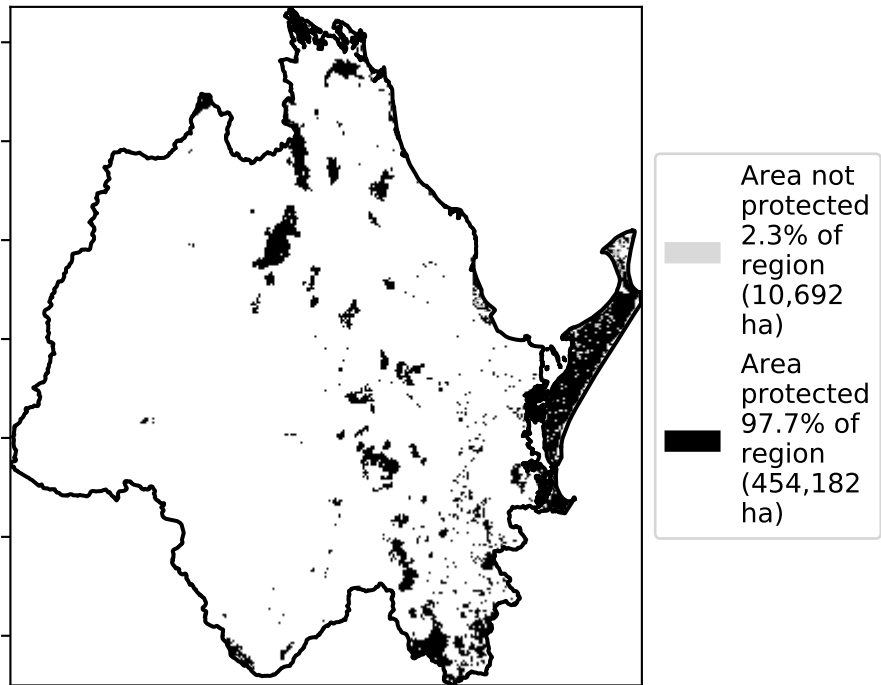 Area not
protected
2.3% of
region
(10,692
ha)
Area
protected
97.7% of
region
(454,182
ha)